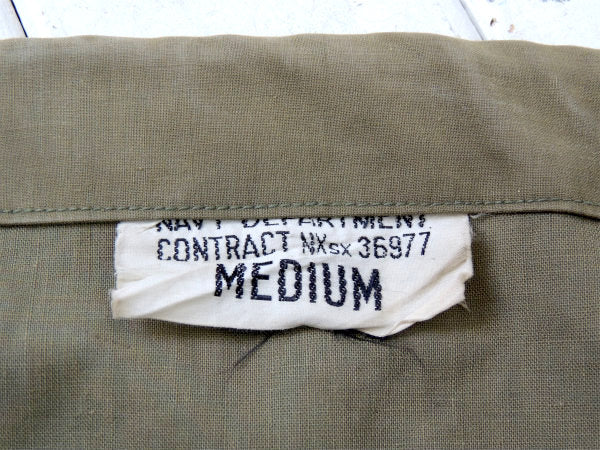 NAVY DEPARTMENT
CONTRACT NXsx 36977
MEDIUM